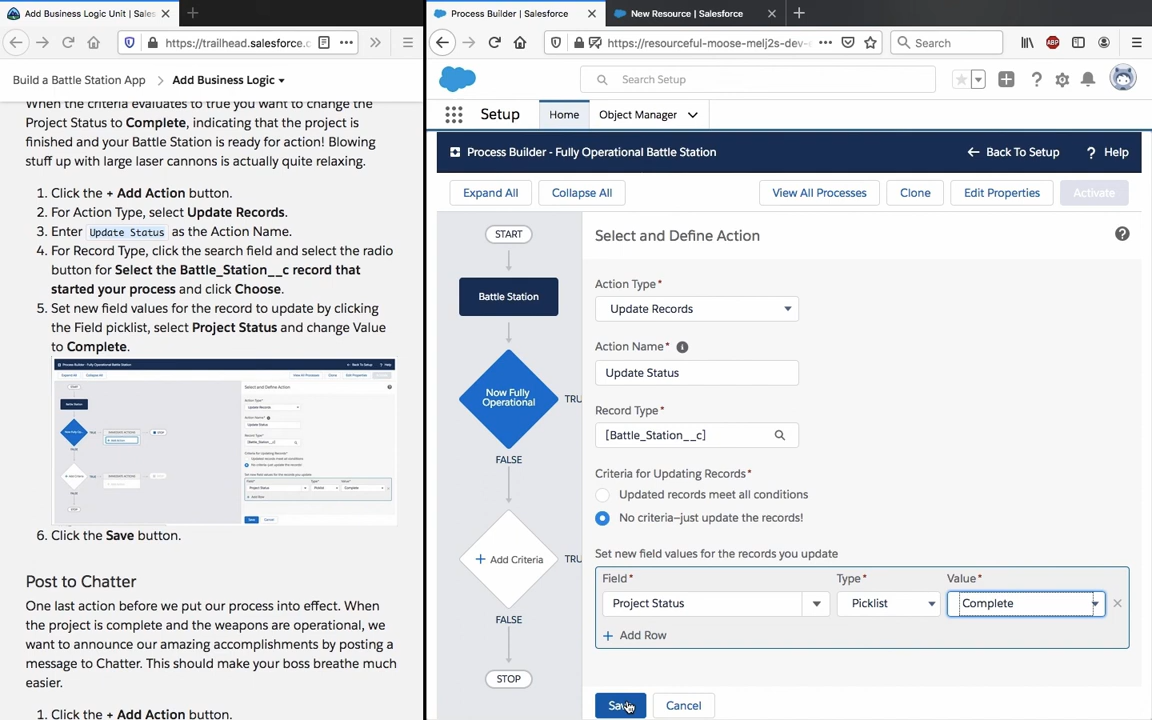 Add Business Logic Unit | Sales
https://trailhead.salesforce.c
Build a Battle Station App
Add Business Logic
When the criteria evaluates to true you want to change the
Project Status to Complete, indicating that the project is
finished and your Battle Station is ready for action! Blowing
stuff up with large laser cannons is actually quite relaxing.
1. Click the + Add Action button.
2. For Action Type, select Update Records.
3. Enter Update Status as the Action Name.
4. For Record Type, click the search field and select the radio
button for Select the Battle_Station__c record that
started your process and click Choose.
5. Set new field values for the record to update by clicking
the Field picklist, select Project Status and change Value
to Complete.
6. Click the Save button.
Post to Chatter
One last action before we put our process into effect. When
the project is complete and the weapons are operational, we
want to announce our amazing accomplishments by posting a
message to Chatter. This should make your boss breathe much
easier.
1. Click the + Add Action button.
Process Builder | Salesforce
New Resource | Salesforce
https://resourceful-moose-melj2s-dev-
Search
ABP
Search Setup
Setup
Home
Object Manager
Process Builder - Fully Operational Battle Station
Back To Setup
? Help
Expand All
Collapse All
View All Processes
Clone
Edit Properties
Activate
START
Battle Station
Now Fully
Operational
TRU
FALSE
+ Add Criteria
TRU
FALSE
STOP
Select and Define Action
Action Type*
Update Records
Action Name*
Update Status
Record Type*
[Battle_Station__c]
Criteria for Updating Records*
Updated records meet all conditions
No criteria—just update the records!
Set new field values for the records you update
Field*
Type*
Value*
Project Status
Picklist
Complete
+ Add Row
Save
Cancel